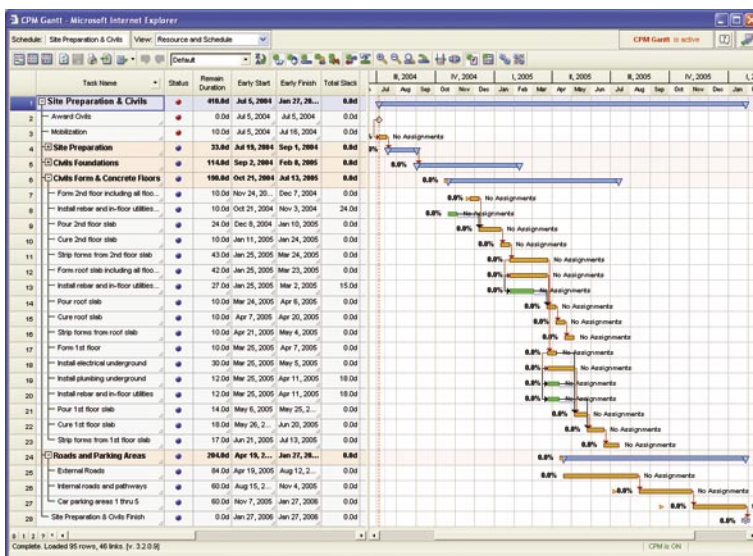 CPM Gantt - Microsoft Internet Explorer
Schedule: Site Preparation & Civils View: Resource and Schedule CPM Gantt is active
Default
Task Name Status Remain Duration Early Start Early Finish Total Slack III, 2004 IV, 2004 I, 2005 II, 2005 III, 2005 IV, 2005
Jul Aug Sep Oct Nov Dec Jan Feb Mar Apr May Jun Jul Aug Sep Oct Nov Dec Jan
1 Site Preparation & Civils 410.0d Jul 5, 2004 Jan 27, 20... 0.0d
2 Award Civils 0.0d Jul 5, 2004 Jul 5, 2004 0.0d
3 Mobilization 10.0d Jul 5, 2004 Jul 16, 2004 0.0d No Assignments
4 Site Preparation 33.0d Jul 19, 2004 Sep 1, 2004 0.0d 0.0%
5 Civils Foundations 114.0d Sep 2, 2004 Feb 8, 2005 0.0d 0.0%
6 Civils Form & Concrete Floors 190.0d Oct 21, 2004 Jul 13, 2005 0.0d 0.0%
7 Form 2nd floor including all floo... 10.0d Nov 24, 20... Dec 7, 2004 0.0d 0.0% No Assignments
8 Install rebar and in-floor utilities... 10.0d Oct 21, 2004 Nov 3, 2004 24.0d 0.0% No Assignments
9 Pour 2nd floor slab 24.0d Dec 8, 2004 Jan 10, 2005 0.0d 0.0% No Assignments
10 Cure 2nd floor slab 10.0d Jan 11, 2005 Jan 24, 2005 0.0d 0.0% No Assignments
11 Strip forms from 2nd floor slab 43.0d Jan 25, 2005 Mar 24, 2005 0.0d 0.0% No Assignments
12 Form roof slab including all floo... 42.0d Jan 25, 2005 Mar 23, 2005 0.0d 0.0% No Assignments
13 Install rebar and in-floor utilities... 27.0d Jan 25, 2005 Mar 2, 2005 15.0d 0.0% No Assignments
14 Pour roof slab 10.0d Mar 24, 2005 Apr 6, 2005 0.0d 0.0% No Assignments
15 Cure roof slab 10.0d Apr 7, 2005 Apr 20, 2005 0.0d 0.0% No Assignments
16 Strip forms from roof slab 10.0d Apr 21, 2005 May 4, 2005 0.0d 0.0% No Assignments
17 Form 1st floor 10.0d Mar 25, 2005 Apr 7, 2005 0.0d 0.0% No Assignments
18 Install electrical underground 30.0d Mar 25, 2005 May 5, 2005 0.0d 0.0% No Assignments
19 Install plumbing underground 12.0d Mar 25, 2005 Apr 11, 2005 18.0d 0.0% No Assignments
20 Install rebar and in-floor utilities 12.0d Mar 25, 2005 Apr 11, 2005 18.0d 0.0% No Assignments
21 Pour 1st floor slab 14.0d May 6, 2005 May 25, 2... 0.0d 0.0% No Assignments
22 Cure 1st floor slab 18.0d May 26, 2... Jun 20, 2005 0.0d 0.0% No Assignments
23 Strip forms from 1st floor slab 17.0d Jun 21, 2005 Jul 13, 2005 0.0d 0.0% No Assignments
24 Roads and Parking Areas 204.0d Apr 19, 2... Jan 27, 20... 0.0d 0.0%
25 External Roads 84.0d Apr 19, 2005 Aug 12, 2... 0.0d 0.0% No Assignments
26 Internal roads and pathways 60.0d Aug 15, 2... Nov 4, 2005 0.0d 0.0% No Assignments
27 Car parking areas 1 thru 5 60.0d Nov 7, 2005 Jan 27, 2006 0.0d 0.0%
28 Site Preparation & Civils Finish 0.0d Jan 27, 2006 Jan 27, 2006 0.0d
0 1 2 ? * 
Complete. Loaded 95 rows, 46 links. [v. 3.2.0.9] CPM is ON